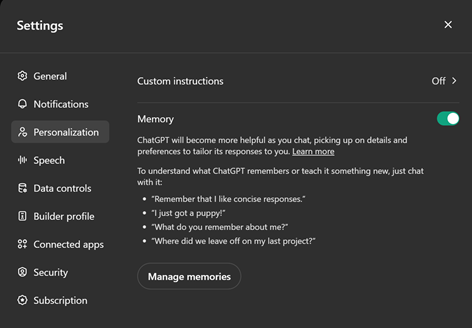 Settings
General
Notifications
Personalization
Speech
Data controls
Builder profile
Connected apps
Security
Subscription
Custom instructions
Off
Memory
ChatGPT will become more helpful as you chat, picking up on details and
preferences to tailor its responses to you. Learn more
To understand what ChatGPT remembers or teach it something new, just chat
with it:
• “Remember that I like concise responses.”
• “I just got a puppy!”
• “What do you remember about me?”
• “Where did we leave off on my last project?”
Manage memories